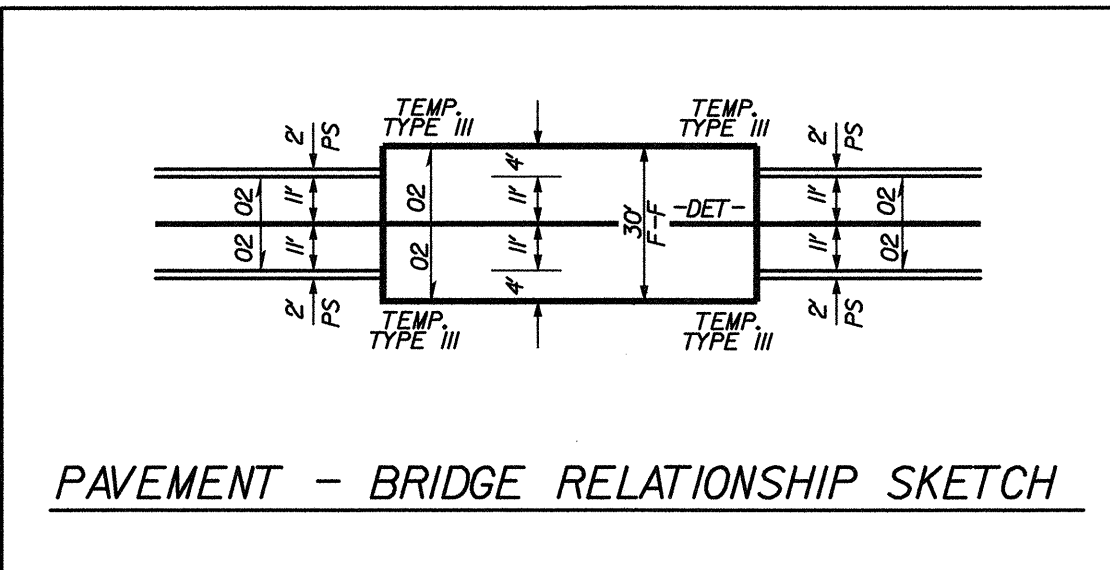 TEMP.
TYPE III
TEMP.
TYPE III
2'
PS
4'
2'
PS
02
11'
02
11'
-DET-
11'
02
02
11'
02
11'
30'
F-F
11'
02
2'
PS
4'
2'
PS
TEMP.
TYPE III
TEMP.
TYPE III
PAVEMENT - BRIDGE RELATIONSHIP SKETCH